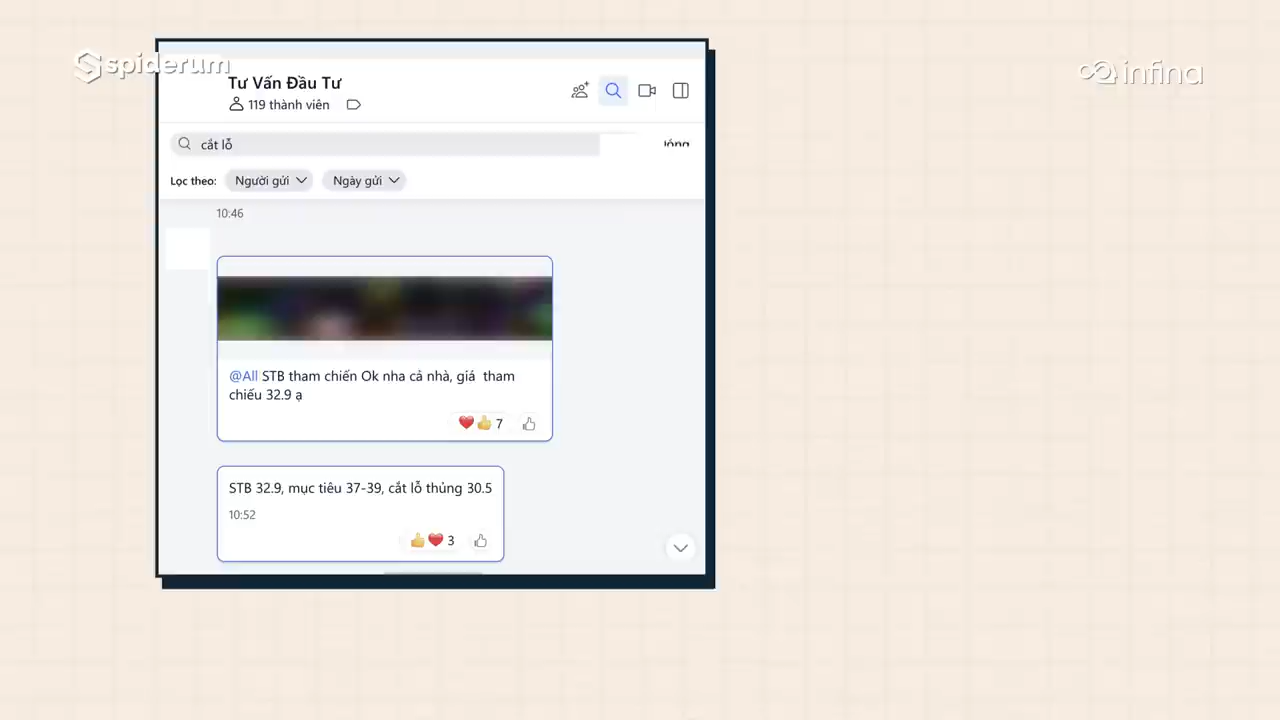 spiderum
infina
Tư Vấn Đầu Tư
119 thành viên
cắt lỗ
Lọc theo: Người gửi Ngày gửi
10:46
@All STB tham chiến Ok nha cả nhà, giá tham
chiếu 32.9 ạ
7
STB 32.9, mục tiêu 37-39, cắt lỗ thủng 30.5
10:52
3